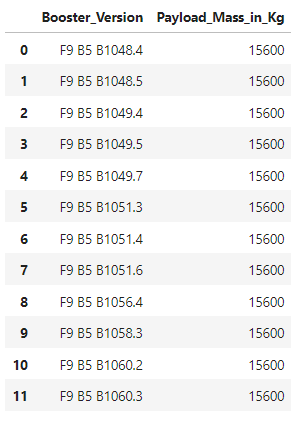 Booster_Version Payload_Mass_in_Kg
0 F9 B5 B1048.4 15600
1 F9 B5 B1048.5 15600
2 F9 B5 B1049.4 15600
3 F9 B5 B1049.5 15600
4 F9 B5 B1049.7 15600
5 F9 B5 B1051.3 15600
6 F9 B5 B1051.4 15600
7 F9 B5 B1051.6 15600
8 F9 B5 B1056.4 15600
9 F9 B5 B1058.3 15600
10 F9 B5 B1060.2 15600
11 F9 B5 B1060.3 15600